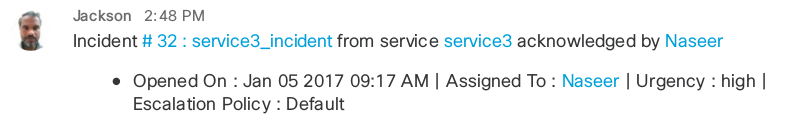 Jackson 2:48 PM
Incident # 32 : service3_incident from service service3 acknowledged by Naseer
• Opened On : Jan 05 2017 09:17 AM | Assigned To : Naseer | Urgency : high |
Escalation Policy : Default